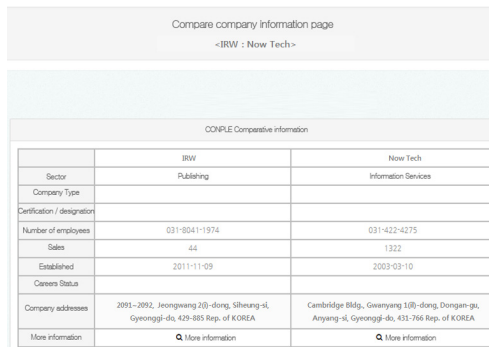 Compare company information page
<IRW : Now Tech>
CONPLE Comparative information
IRW Now Tech
Sector Publishing Information Services
Company Type
Certification / designation
Number of employees 031-8041-1974 031-422-4275
Sales 44 1322
Established 2011-11-09 2003-03-10
Careers Status
Company addresses 2091~2092, Jeongwang 2(i)-dong, Siheung-si, Gyeonggi-do, 429-885 Rep. of KOREA Cambridge Bldg., Gwanyang 1(il)-dong, Dongan-gu, Anyang-si, Gyeonggi-do, 431-766 Rep. of KOREA
More information More information More information